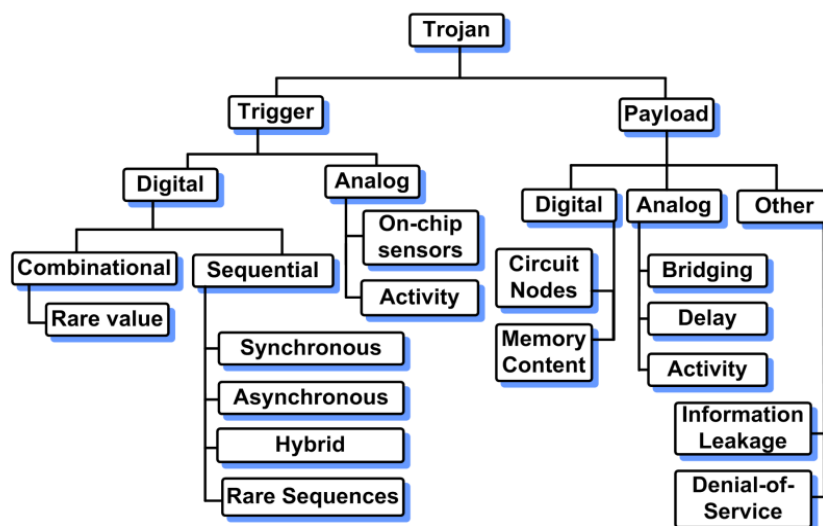 Trojan
Trigger
Payload
Digital
Analog
Digital
Analog
Other
On-chip
sensors
Combinational
Sequential
Circuit
Nodes
Bridging
Activity
Rare value
Delay
Synchronous
Memory
Content
Activity
Asynchronous
Information
Leakage
Hybrid
Rare Sequences
Denial-of-
Service